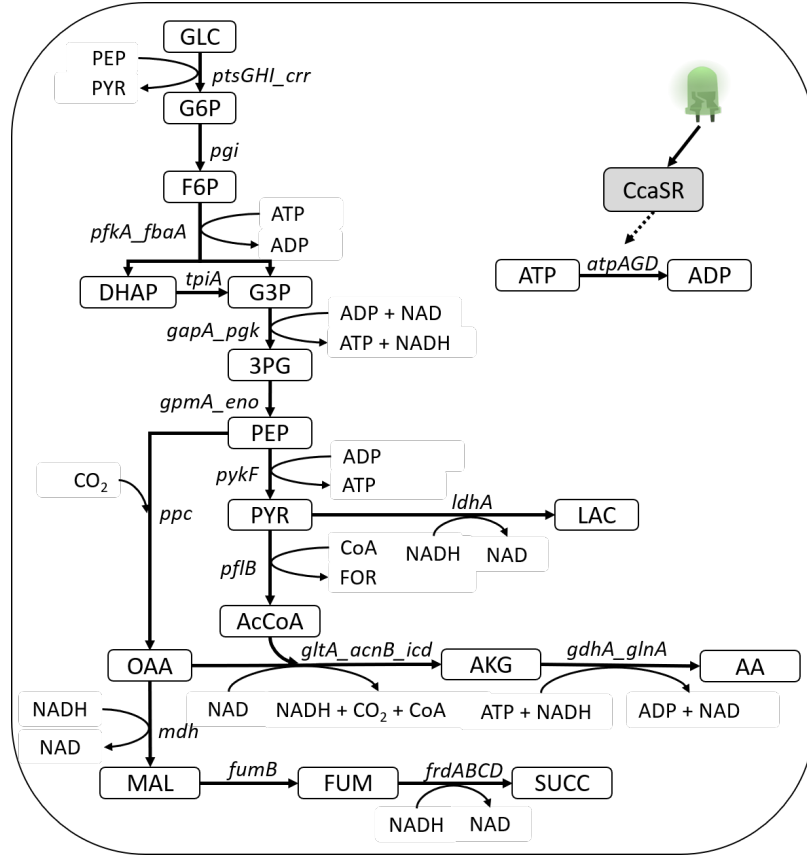 GLC
PEP
PYR
ptsGHI_crr
G6P
pgi
F6P
pfkA_fbaA
ATP
ADP
DHAP
tpiA
G3P
gapA_pgk
ADP + NAD
ATP + NADH
3PG
gpmA_eno
PEP
CO2
ppc
pykF
ADP
ATP
PYR
ldhA
LAC
NADH
NAD
pflB
CoA
FOR
AcCoA
OAA
gltA_acnB_icd
AKG
gdhA_glnA
AA
NAD
NADH + CO2 + CoA
ATP + NADH
ADP + NAD
NADH
NAD
mdh
MAL
fumB
FUM
frdABCD
SUCC
NADH
NAD
CcaSR
ATP
atpAGD
ADP